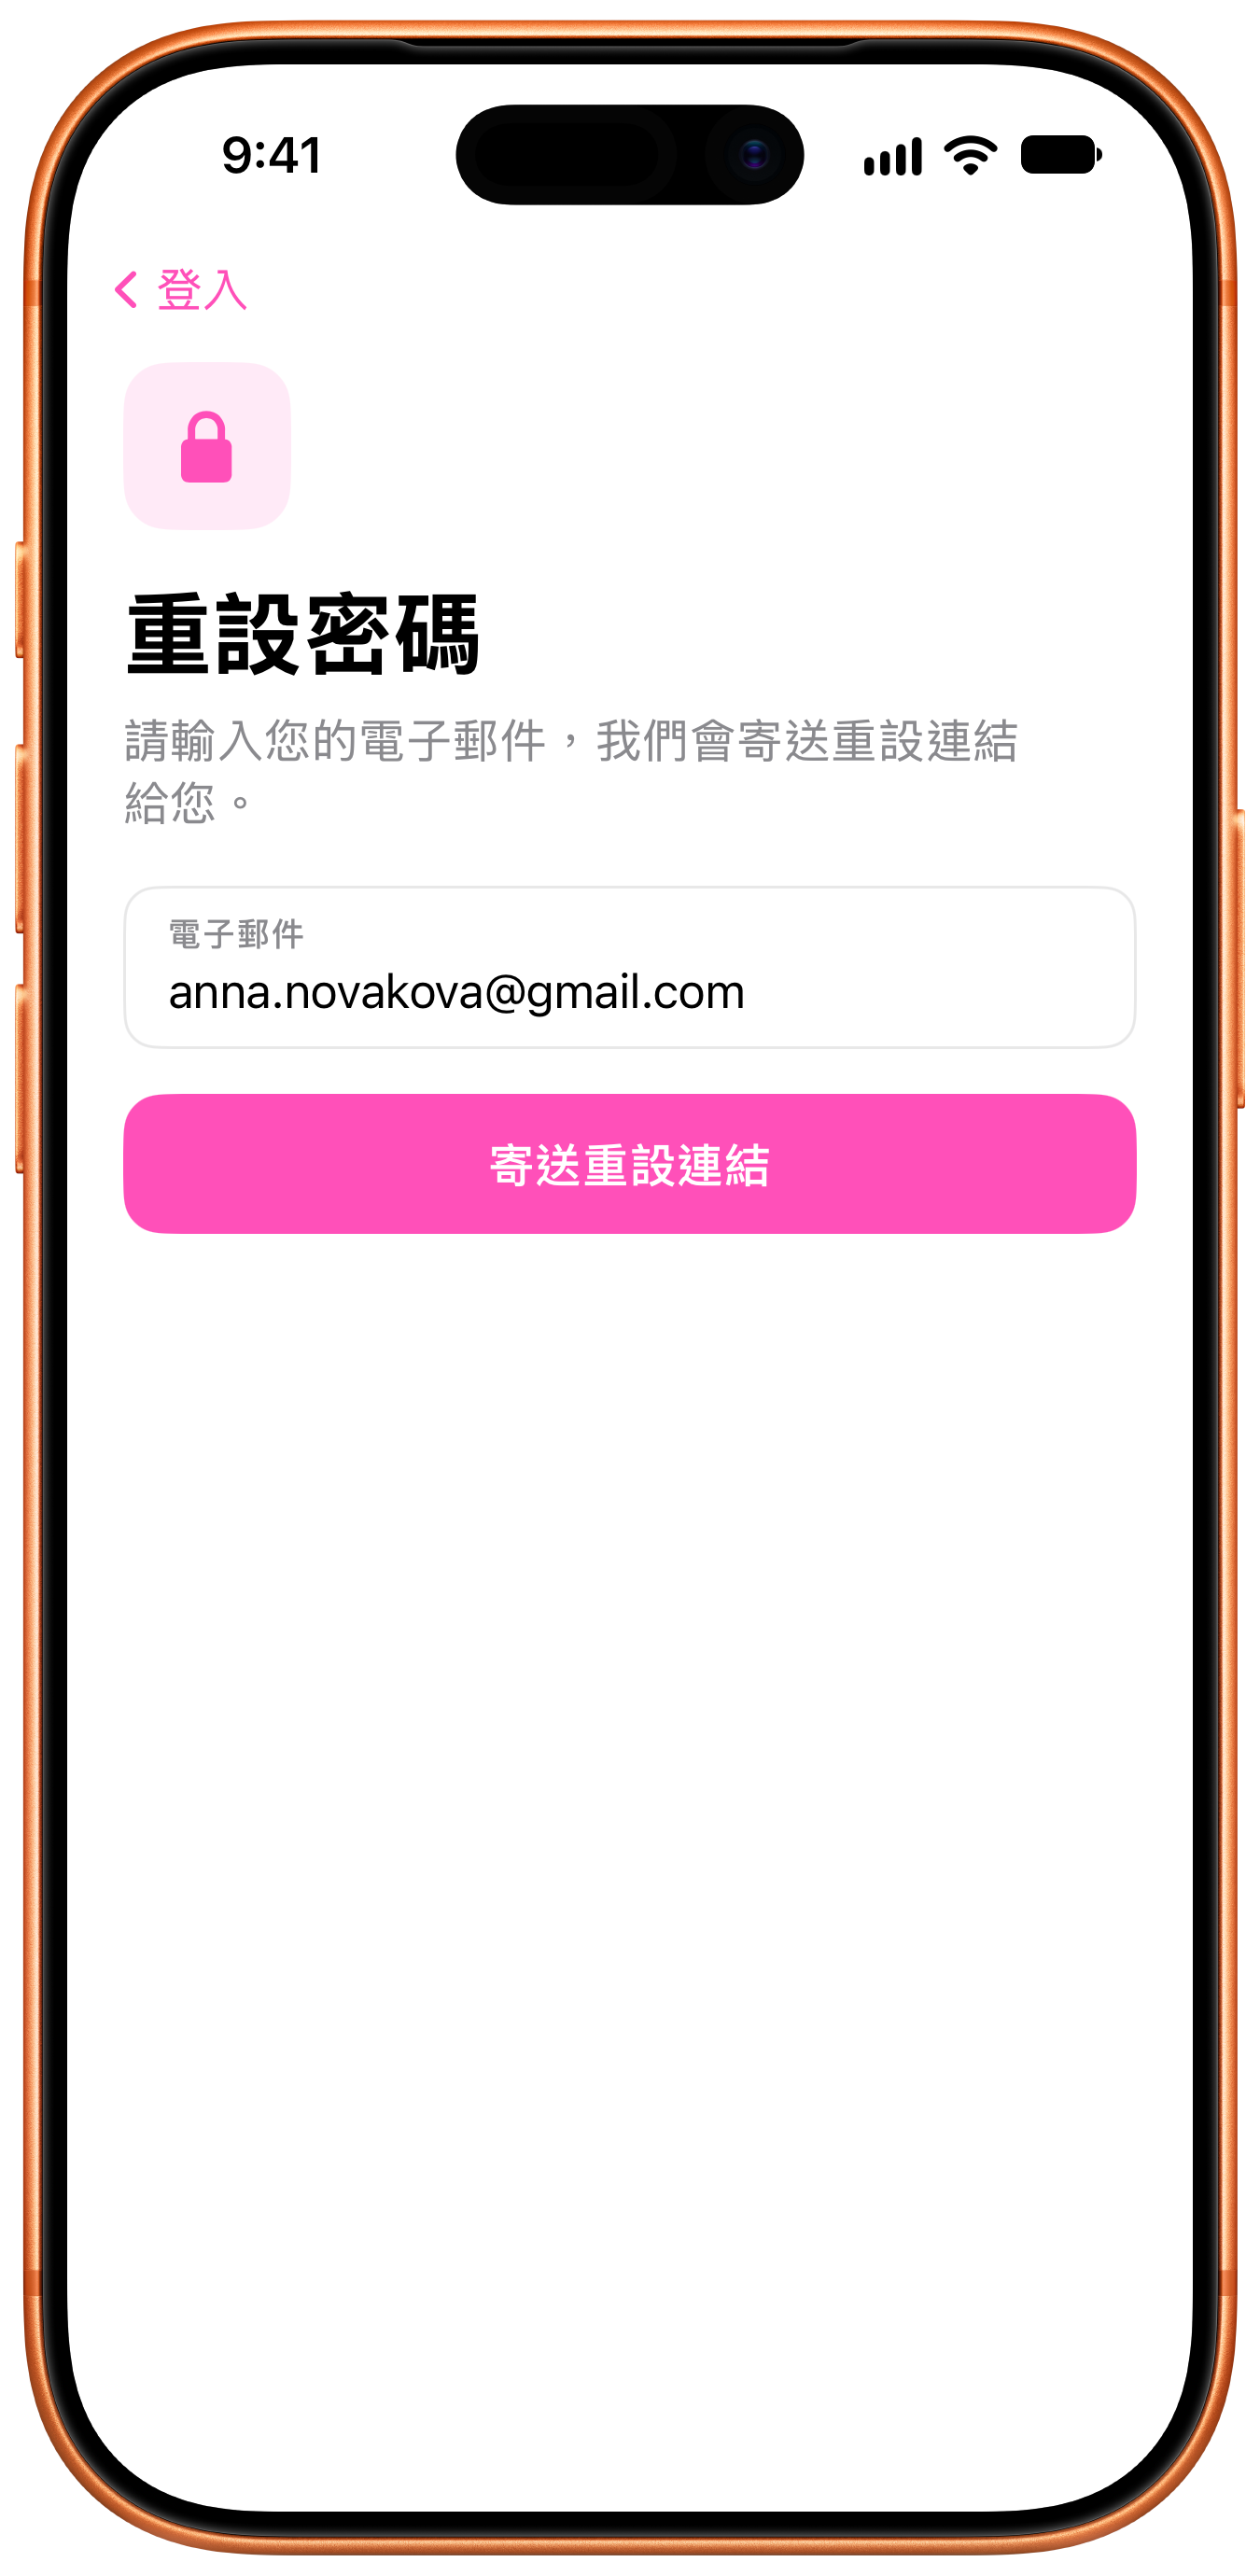 9:41
登入
重設密碼
請輸入您的電子郵件，我們會寄送重設連結
給您。
電子郵件
anna.novakova@gmail.com
寄送重設連結